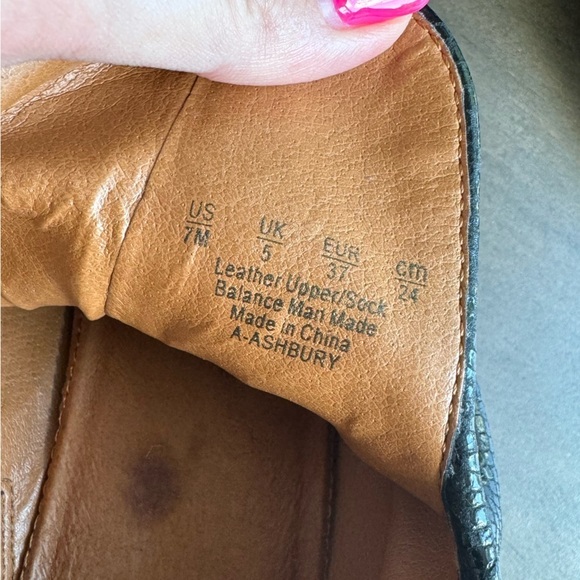 US UK EUR cm
7M 5 37 24
Leather Upper/Sock
Balance Man Made
Made in China
A-ASHBURY